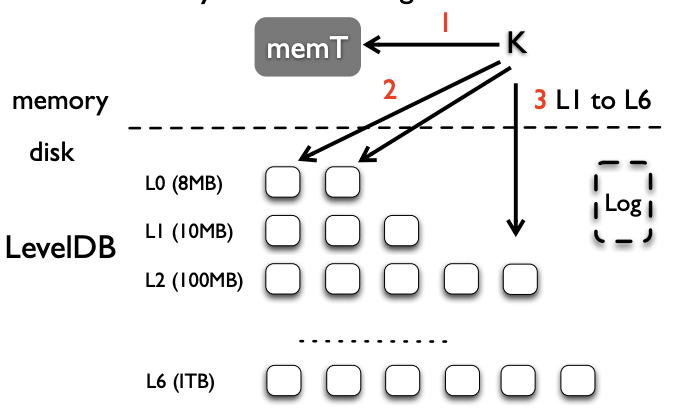 1
memT
K
2
memory
3 L1 to L6
disk
L0 (8MB)
Log
L1 (10MB)
LevelDB
L2 (100MB)
L6 (1TB)